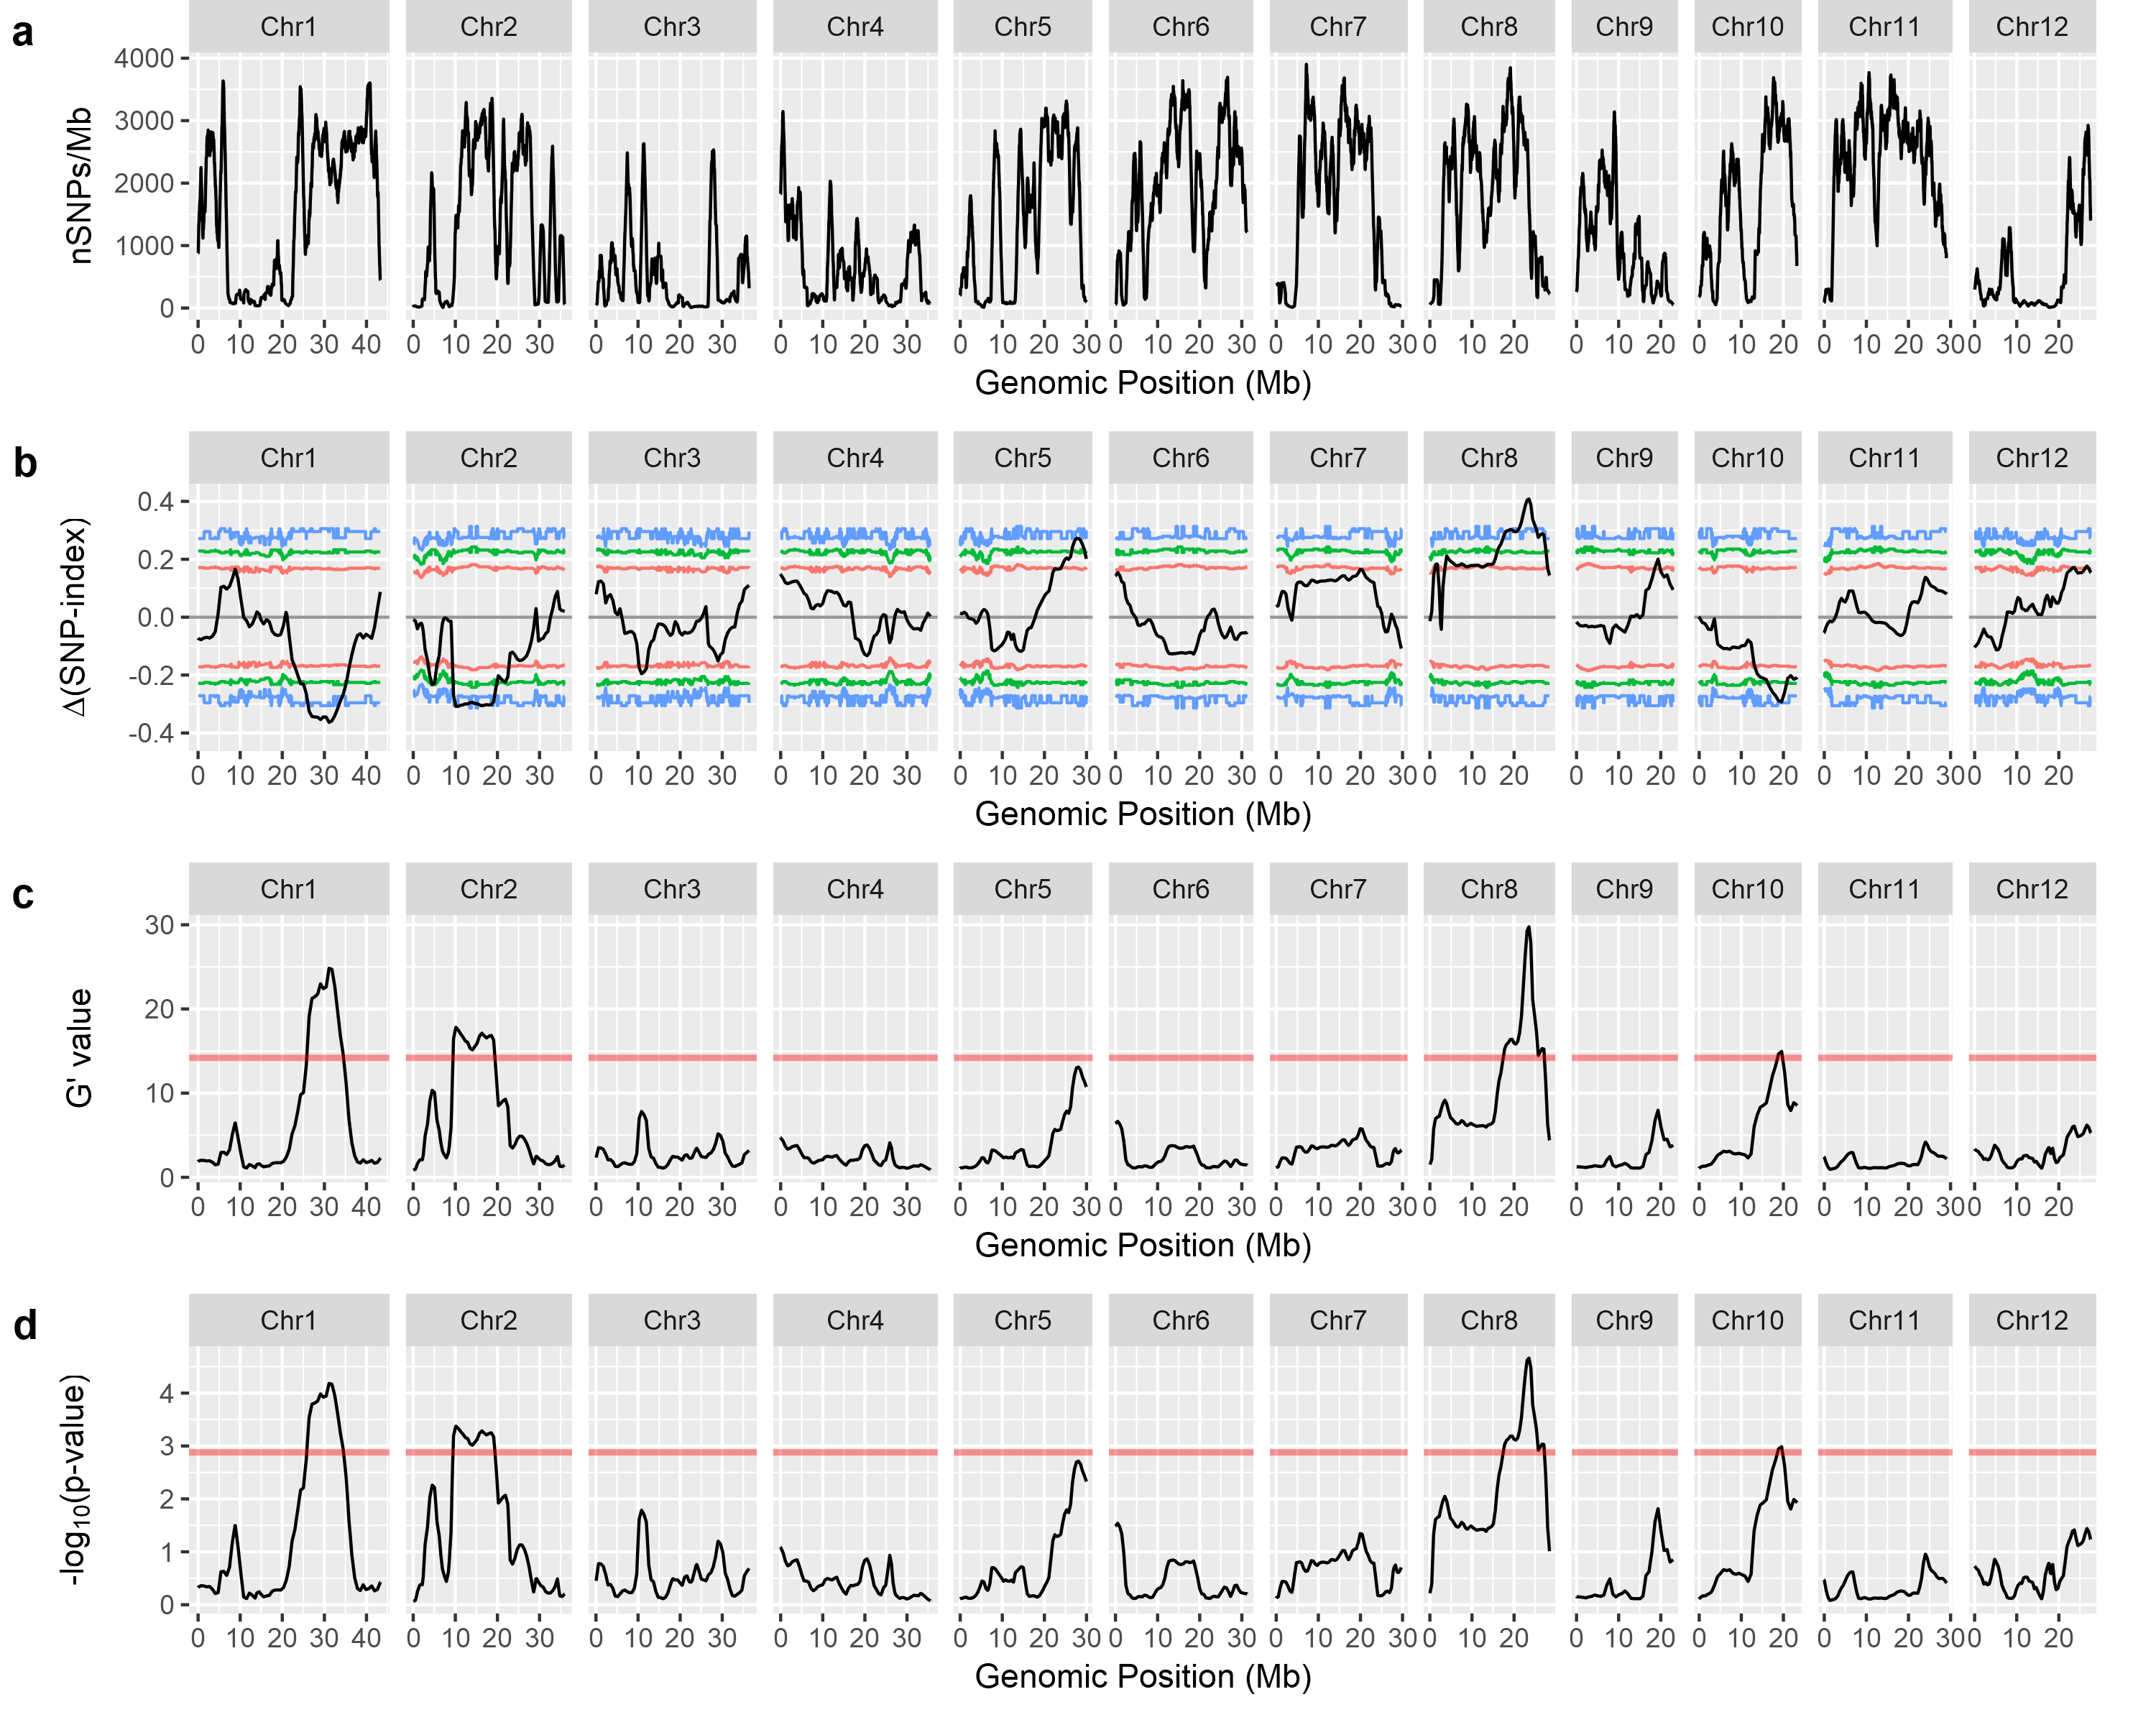 a
Chr1 Chr2 Chr3 Chr4 Chr5 Chr6 Chr7 Chr8 Chr9 Chr10 Chr11 Chr12
nSNPs/Mb
4000
3000
2000
1000
0
0 10 20 30 40 0 10 20 30 0 10 20 30 0 10 20 30 0 10 20 30 0 10 20 30 0 10 20 30 0 10 20 0 10 20 0 10 20 0 10 20 30 0 10 20
Genomic Position (Mb)
b
Chr1 Chr2 Chr3 Chr4 Chr5 Chr6 Chr7 Chr8 Chr9 Chr10 Chr11 Chr12
Δ(SNP-index)
0.4
0.2
0.0
-0.2
-0.4
0 10 20 30 40 0 10 20 30 0 10 20 30 0 10 20 30 0 10 20 30 0 10 20 30 0 10 20 30 0 10 20 0 10 20 0 10 20 0 10 20 30 0 10 20
Genomic Position (Mb)
c
Chr1 Chr2 Chr3 Chr4 Chr5 Chr6 Chr7 Chr8 Chr9 Chr10 Chr11 Chr12
G' value
30
20
10
0
0 10 20 30 40 0 10 20 30 0 10 20 30 0 10 20 30 0 10 20 30 0 10 20 30 0 10 20 30 0 10 20 0 10 20 0 10 20 0 10 20 30 0 10 20
Genomic Position (Mb)
d
Chr1 Chr2 Chr3 Chr4 Chr5 Chr6 Chr7 Chr8 Chr9 Chr10 Chr11 Chr12
-log₁₀(p-value)
4
3
2
1
0
0 10 20 30 40 0 10 20 30 0 10 20 30 0 10 20 30 0 10 20 30 0 10 20 30 0 10 20 30 0 10 20 0 10 20 0 10 20 0 10 20 30 0 10 20
Genomic Position (Mb)